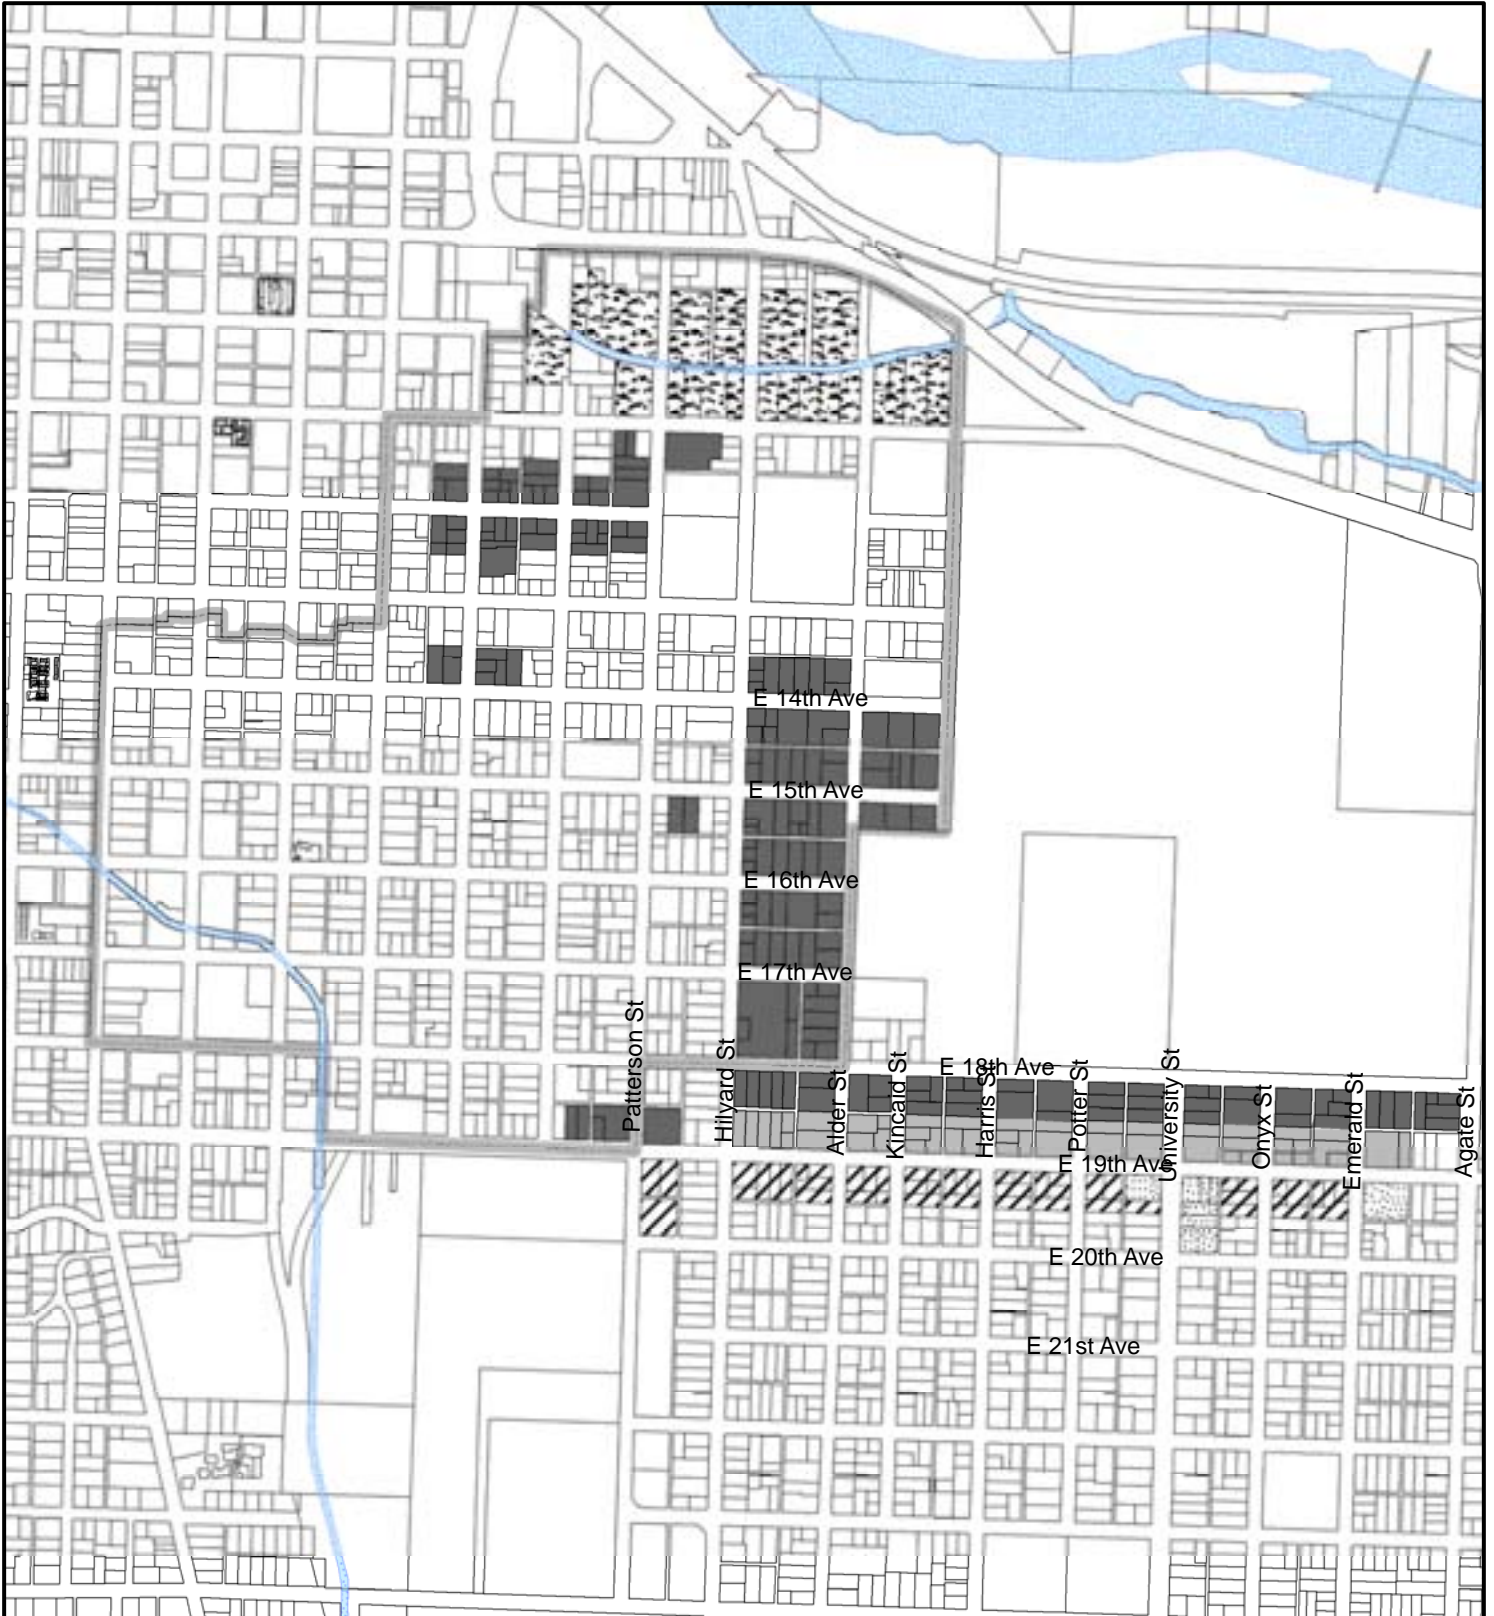 E 14th Ave
E 15th Ave
E 16th Ave
E 17th Ave
Patterson St
Hilyard St
Alder St
Kincaid St
E 18th Ave
Harris St
Potter St
University St
Onyx St
Emerald St
Agate St
E 19th Ave
E 20th Ave
E 21st Ave